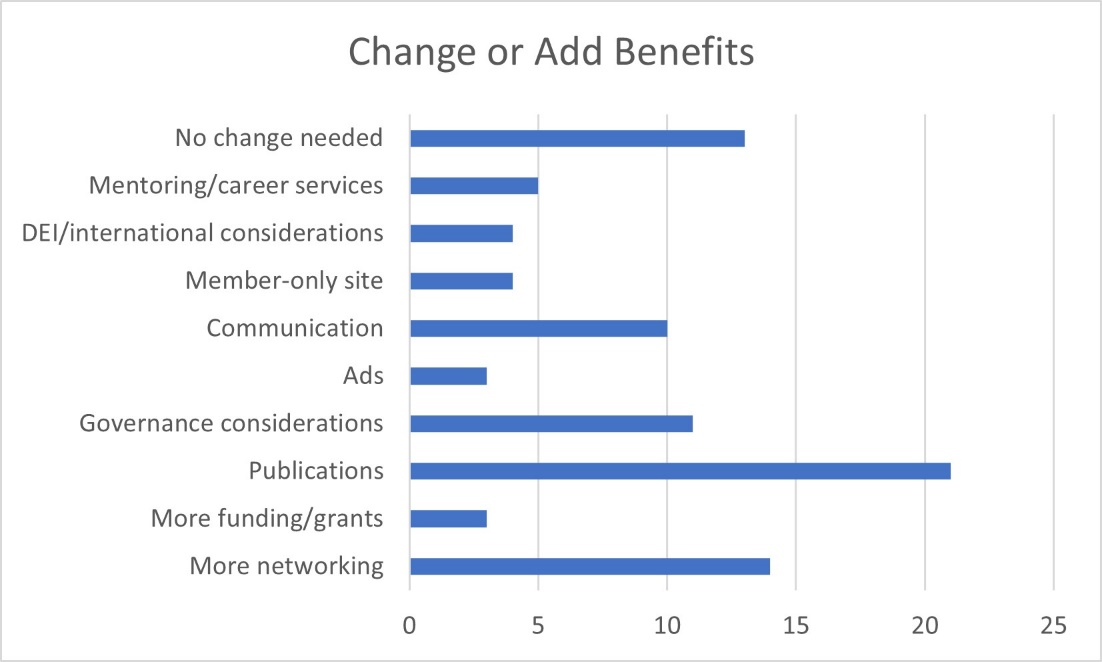 Change or Add Benefits
No change needed
Mentoring/career services
DEI/international considerations
Member-only site
Communication
Ads
Governance considerations
Publications
More funding/grants
More networking
0 5 10 15 20 25